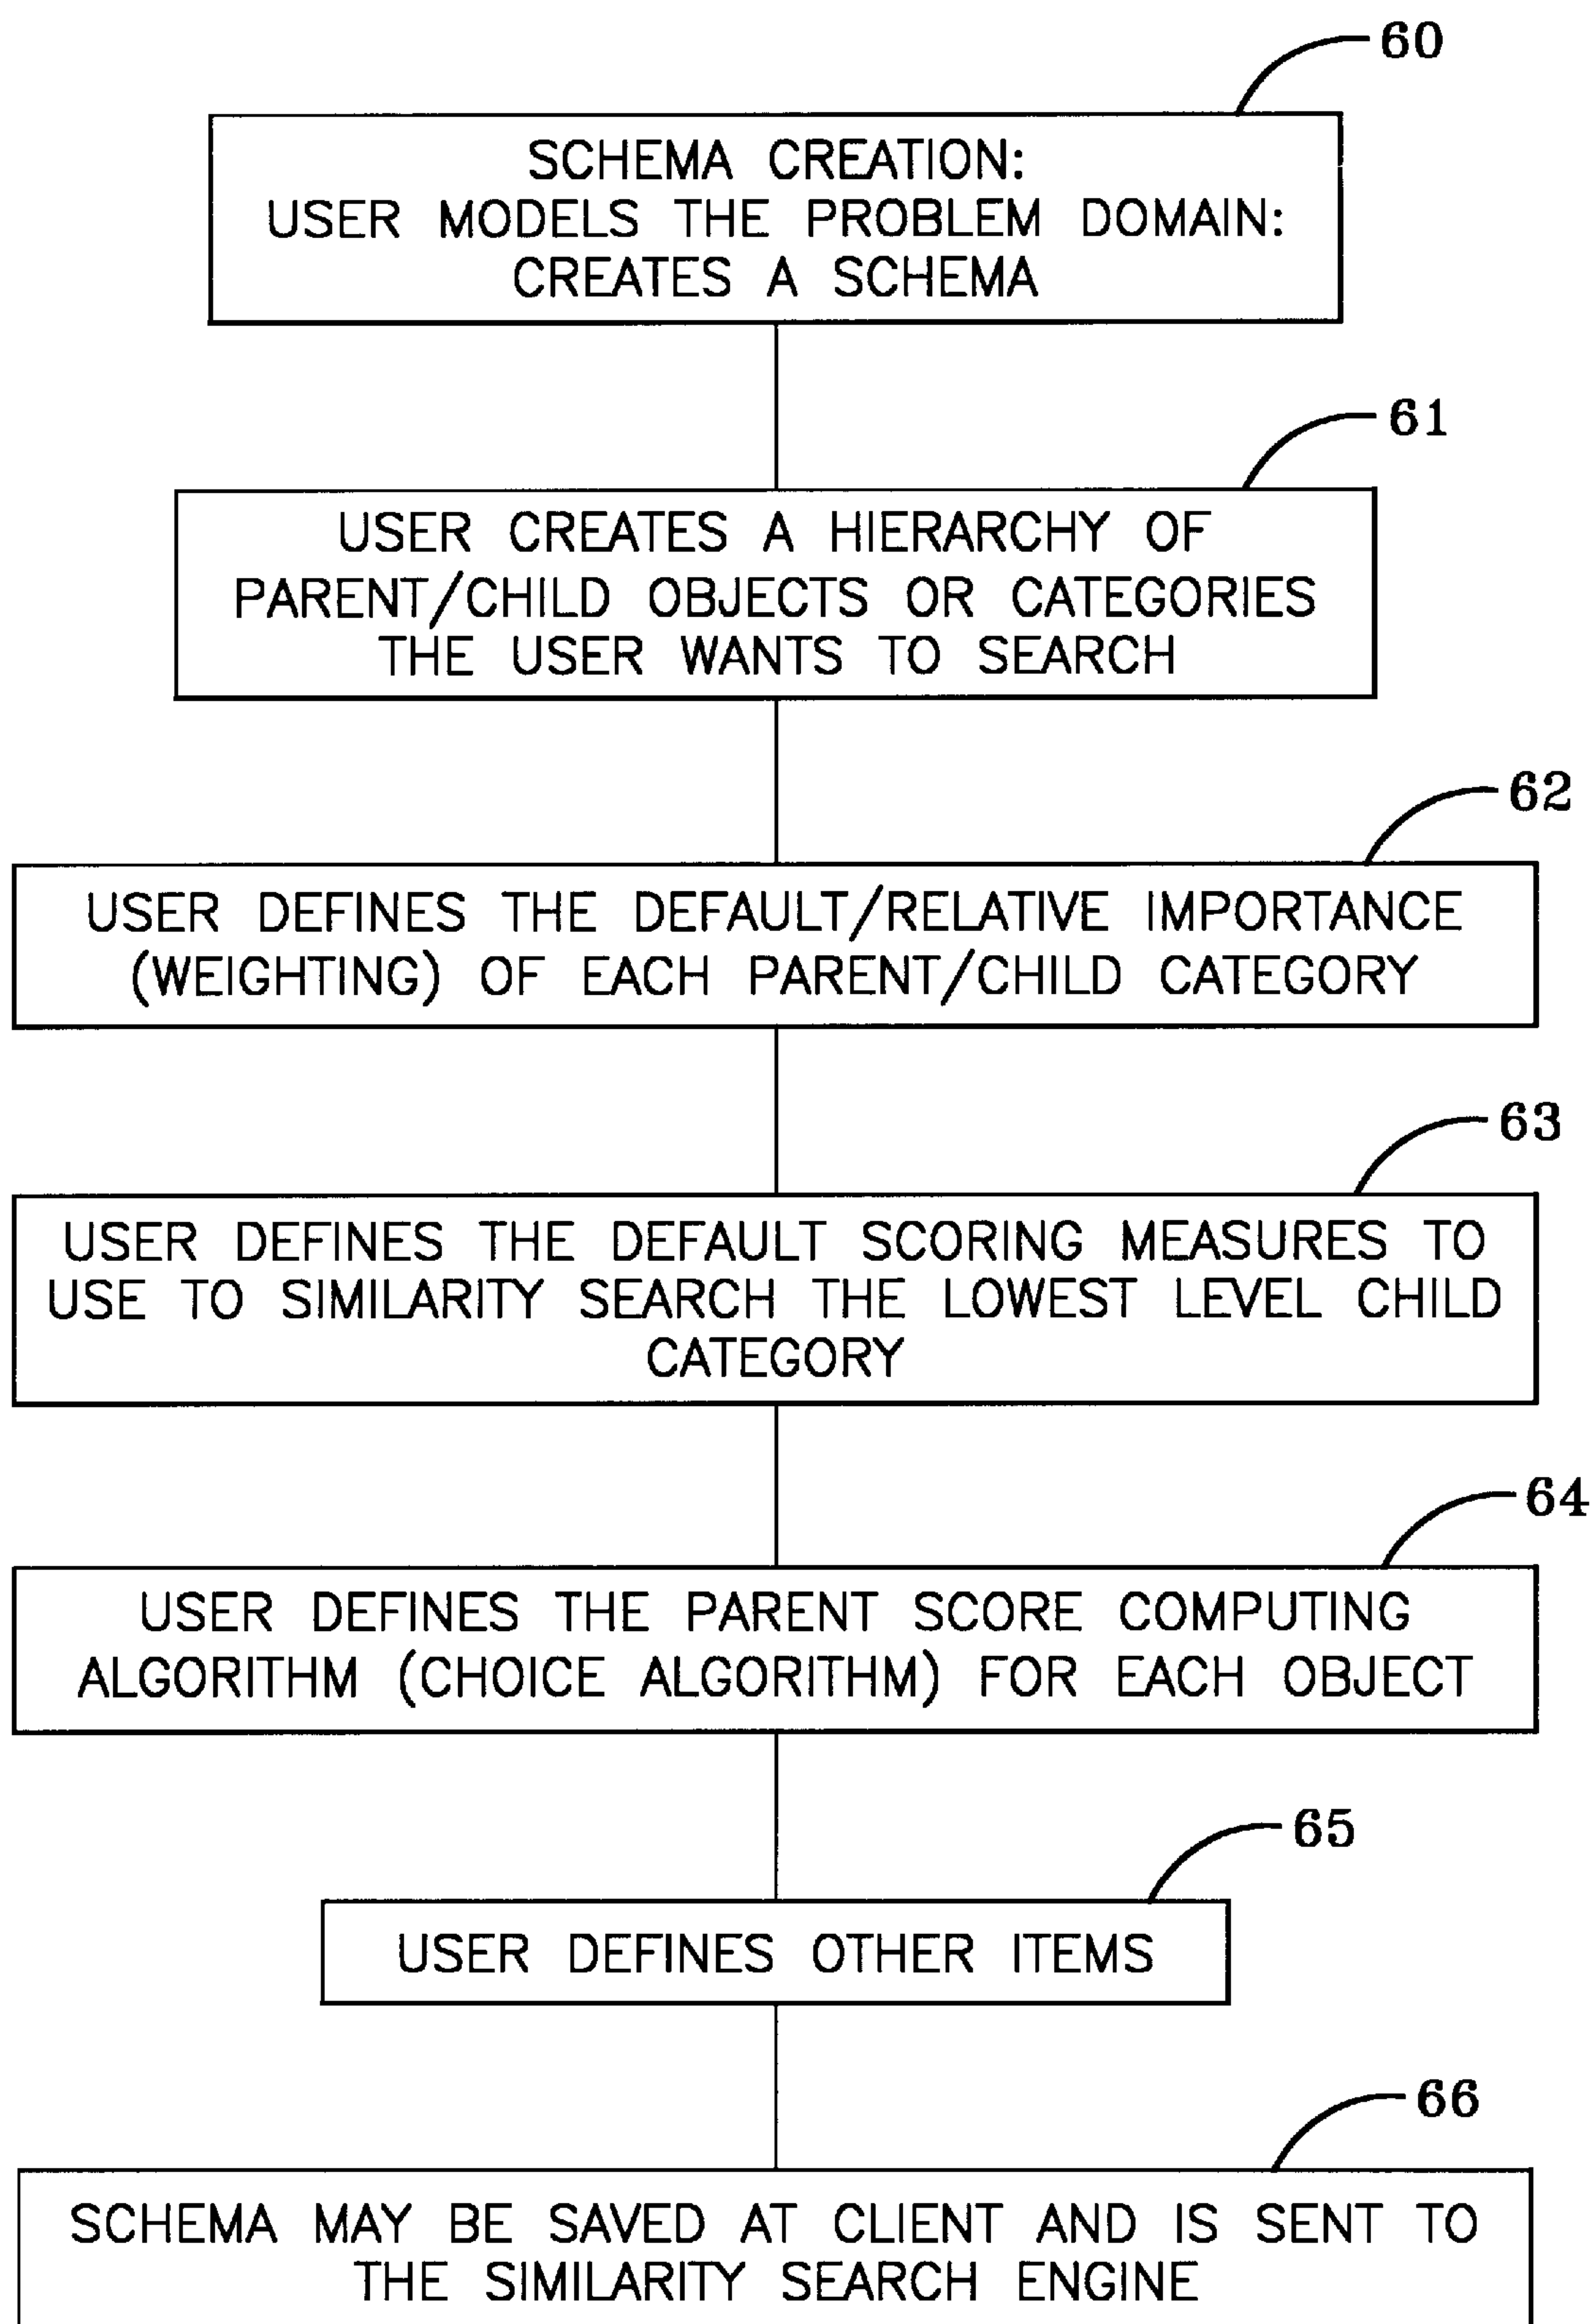 60
SCHEMA CREATION:
USER MODELS THE PROBLEM DOMAIN:
CREATES A SCHEMA
61
USER CREATES A HIERARCHY OF
PARENT/CHILD OBJECTS OR CATEGORIES
THE USER WANTS TO SEARCH
62
USER DEFINES THE DEFAULT/RELATIVE IMPORTANCE
(WEIGHTING) OF EACH PARENT/CHILD CATEGORY
63
USER DEFINES THE DEFAULT SCORING MEASURES TO
USE TO SIMILARITY SEARCH THE LOWEST LEVEL CHILD
CATEGORY
64
USER DEFINES THE PARENT SCORE COMPUTING
ALGORITHM (CHOICE ALGORITHM) FOR EACH OBJECT
65
USER DEFINES OTHER ITEMS
66
SCHEMA MAY BE SAVED AT CLIENT AND IS SENT TO
THE SIMILARITY SEARCH ENGINE